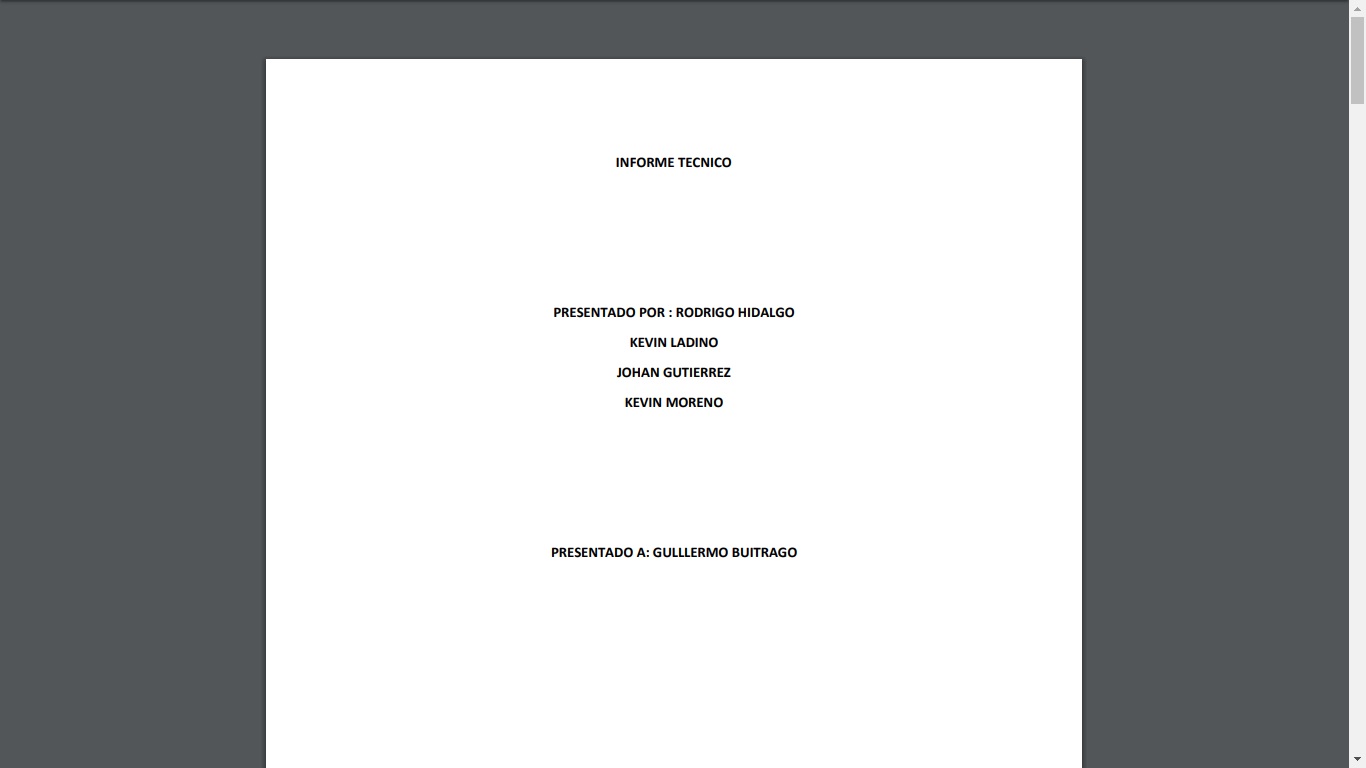 INFORME TECNICO
PRESENTADO POR : RODRIGO HIDALGO
KEVIN LADINO
JOHAN GUTIERREZ
KEVIN MORENO
PRESENTADO A: GULLLERMO BUITRAGO